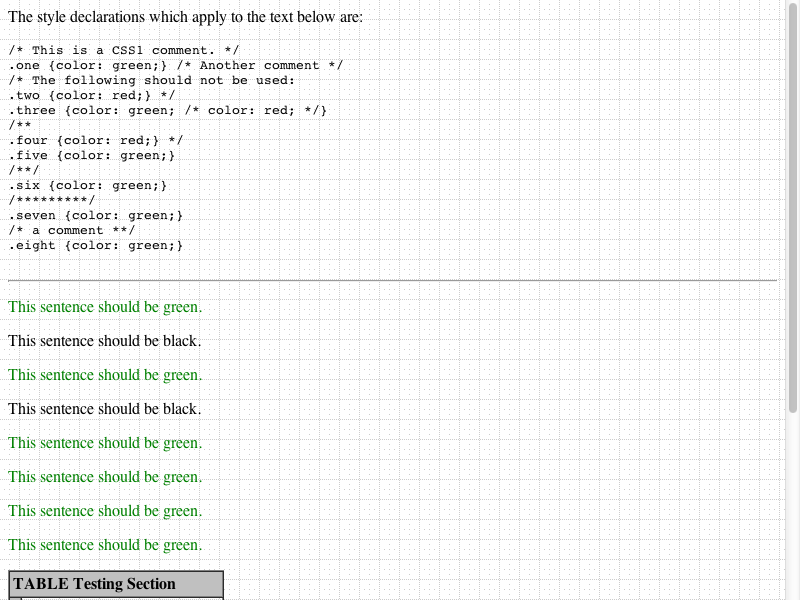 The style declarations which apply to the text below are:
/* This is a CSS1 comment. */
.one {color: green;} /* Another comment */
/* The following should not be used:
.two {color: red;} */
.three {color: green; /* color: red; */}
/**
.four {color: red;} */
.five {color: green;}
/**/
.six {color: green;}
/*********/
.seven {color: green;}
/* a comment **/
.eight {color: green;}
This sentence should be green.
This sentence should be black.
This sentence should be green.
This sentence should be black.
This sentence should be green.
This sentence should be green.
This sentence should be green.
This sentence should be green.
TABLE Testing Section